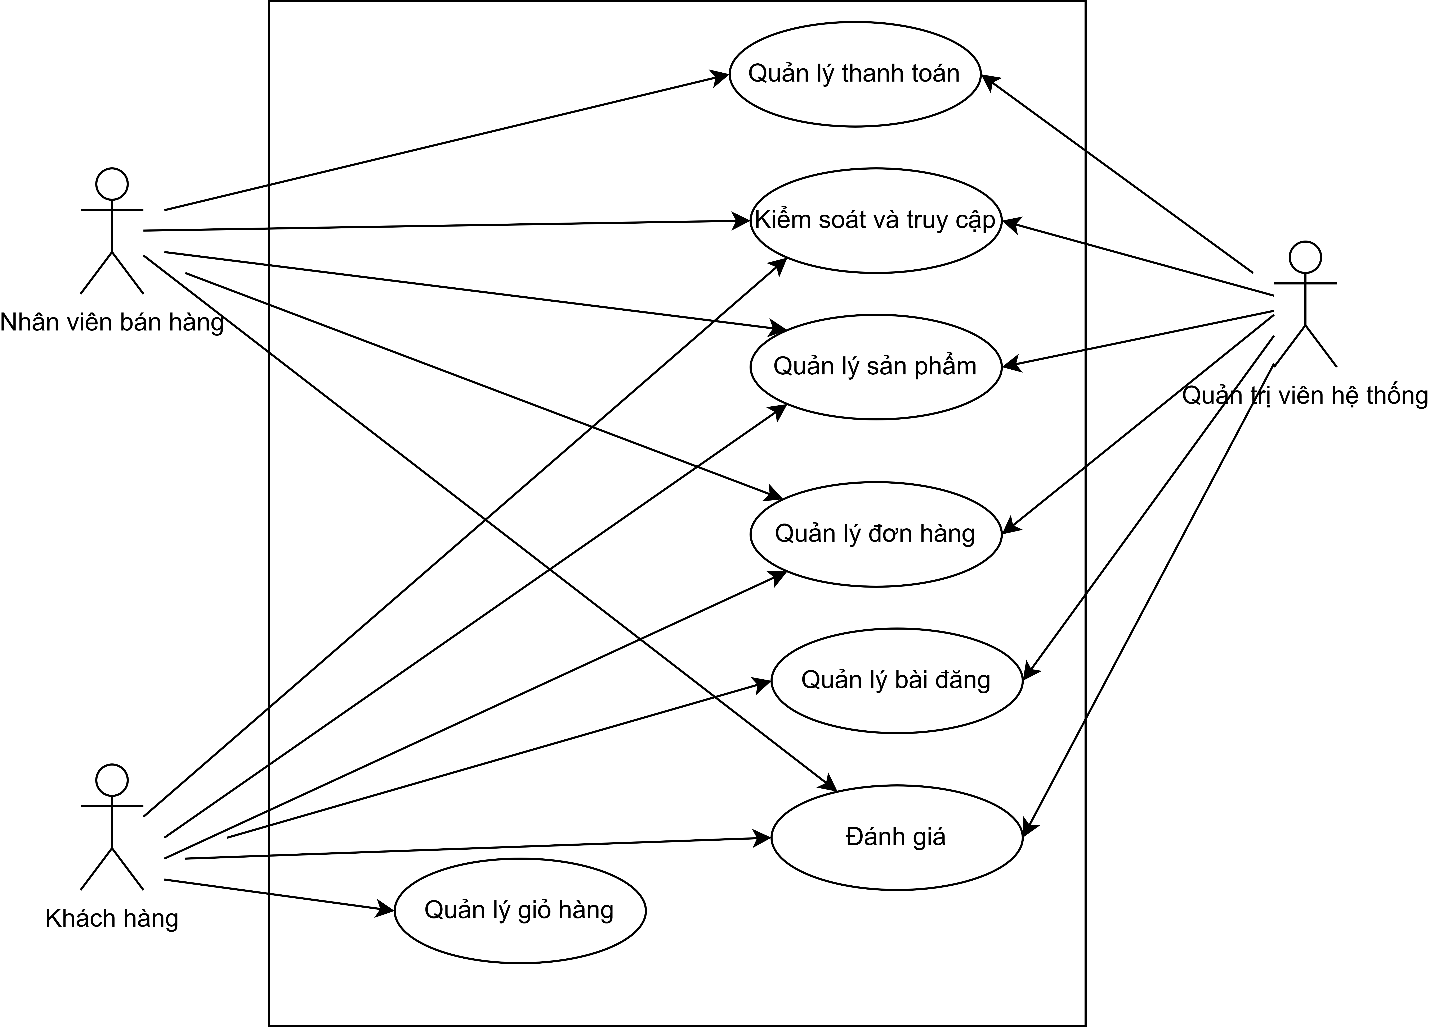 Quản lý thanh toán
Kiểm soát và truy cập
Nhân viên bán hàng
Quản lý sản phẩm
Quản trị viên hệ thống
Quản lý đơn hàng
Quản lý bài đăng
Đánh giá
Quản lý giỏ hàng
Khách hàng